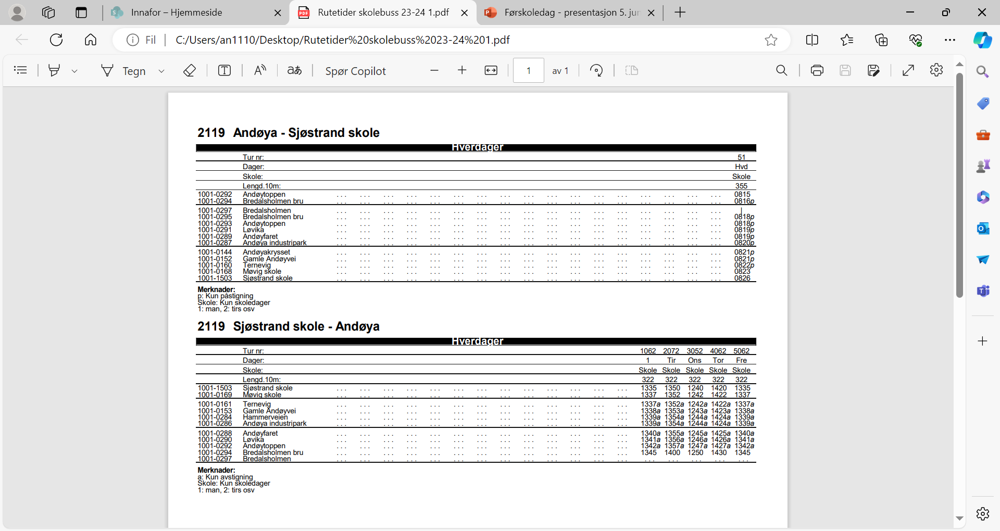 Innafor – Hjemmeside
Rutetider skolebuss 23-24 1.pdf
Førskoledag - presentasjon 5. jur
Fil
C:/Users/an1110/Desktop/Rutetider%20skolebuss%2023-24%201.pdf
Tegn
Spør Copilot
1
av 1
2119 Andøya - Sjøstrand skole
Hverdager
Tur nr: 51
Dager: Hvd
Skole: Skole
Lengd.10m: 355
1001-0292 Andøytoppen ... ... ... ... ... ... ... ... ... ... ... ... ... ... ... ... ... 0815
1001-0294 Bredalsholmen bru ... ... ... ... ... ... ... ... ... ... ... ... ... ... ... ... ... 0816p
1001-0297 Bredalsholmen ... ... ... ... ... ... ... ... ... ... ... ... ... ... ... ... ... |
1001-0295 Bredalsholmen bru ... ... ... ... ... ... ... ... ... ... ... ... ... ... ... ... ... 0818p
1001-0293 Andøytoppen ... ... ... ... ... ... ... ... ... ... ... ... ... ... ... ... ... 0818p
1001-0291 Løvika ... ... ... ... ... ... ... ... ... ... ... ... ... ... ... ... ... 0819p
1001-0289 Andøyfaret ... ... ... ... ... ... ... ... ... ... ... ... ... ... ... ... ... 0819p
1001-0287 Andøya industripark ... ... ... ... ... ... ... ... ... ... ... ... ... ... ... ... ... 0820p
1001-0144 Andøyakrysset ... ... ... ... ... ... ... ... ... ... ... ... ... ... ... ... ... 0821p
1001-0152 Gamle Andøyvei ... ... ... ... ... ... ... ... ... ... ... ... ... ... ... ... ... 0821p
1001-0160 Ternevig ... ... ... ... ... ... ... ... ... ... ... ... ... ... ... ... ... 0822p
1001-0168 Møvig skole ... ... ... ... ... ... ... ... ... ... ... ... ... ... ... ... ... 0823
1001-1503 Sjøstrand skole ... ... ... ... ... ... ... ... ... ... ... ... ... ... ... ... ... 0826
Merknader:
p: Kun påstigning
Skole: Kun skoledager
1: man, 2: tirs osv
2119 Sjøstrand skole - Andøya
Hverdager
Tur nr: 1062 2072 3052 4062 5062
Dager: 1 Tir Ons Tor Fre
Skole: Skole Skole Skole Skole Skole
Lengd.10m: 322 322 322 322 322
1001-1503 Sjøstrand skole ... ... ... ... ... ... ... ... ... ... ... ... ... 1335 1350 1240 1420 1335
1001-0169 Møvig skole ... ... ... ... ... ... ... ... ... ... ... ... ... 1337 1352 1242 1422 1337
1001-0161 Ternevig ... ... ... ... ... ... ... ... ... ... ... ... ... 1337a 1352a 1242a 1422a 1337a
1001-0153 Gamle Andøyvei ... ... ... ... ... ... ... ... ... ... ... ... ... 1338a 1353a 1243a 1423a 1338a
1001-0284 Hammerveien ... ... ... ... ... ... ... ... ... ... ... ... ... 1339a 1354a 1244a 1424a 1339a
1001-0286 Andøya industripark ... ... ... ... ... ... ... ... ... ... ... ... ... 1339a 1354a 1244a 1424a 1339a
1001-0288 Andøyfaret ... ... ... ... ... ... ... ... ... ... ... ... ... 1340a 1355a 1245a 1425a 1340a
1001-0290 Løvika ... ... ... ... ... ... ... ... ... ... ... ... ... 1341a 1356a 1246a 1426a 1341a
1001-0292 Andøytoppen ... ... ... ... ... ... ... ... ... ... ... ... ... 1342a 1357a 1247a 1427a 1342a
1001-0294 Bredalsholmen bru ... ... ... ... ... ... ... ... ... ... ... ... ... 1345 1400 1250 1430 1345
1001-0297 Bredalsholmen ... ... ... ... ... ... ... ... ... ... ... ... ... ... ... ... ... ...
Merknader:
a: Kun avstigning
Skole: Kun skoledager
1: man, 2: tirs osv